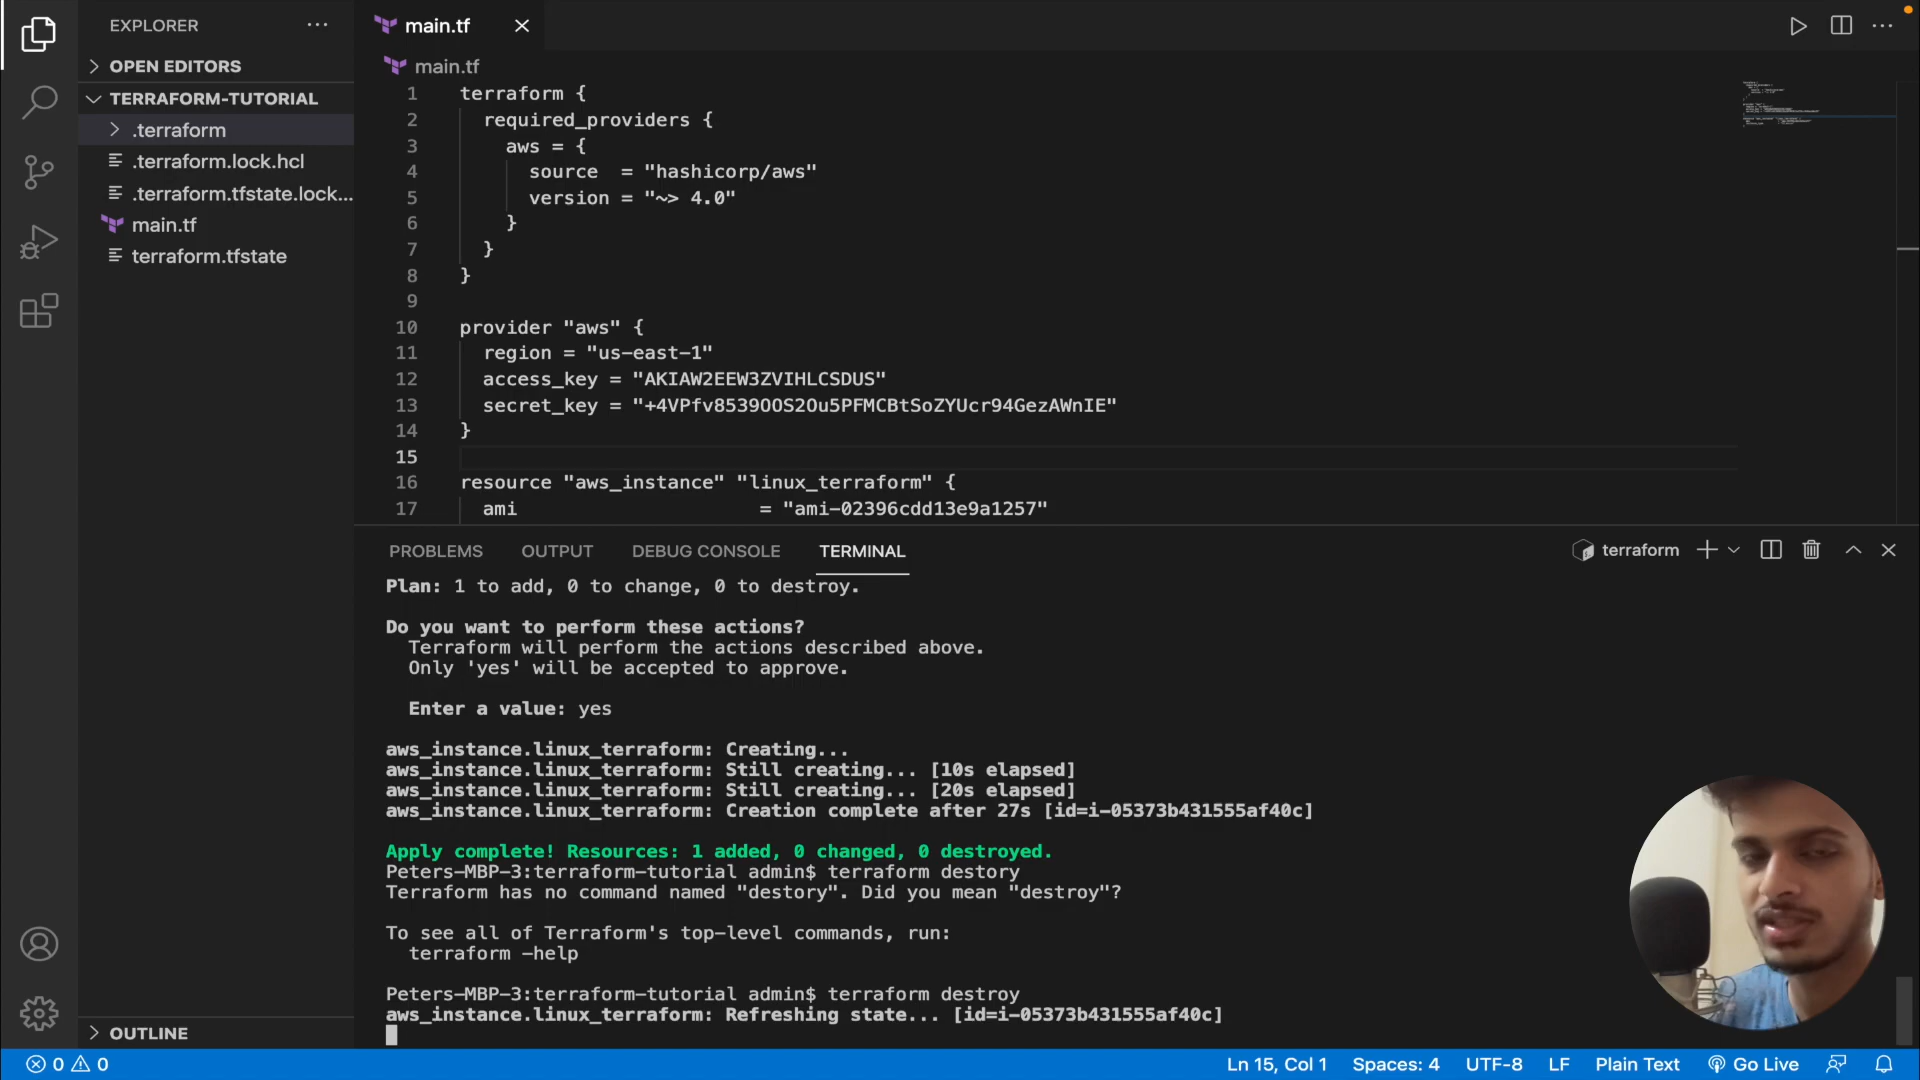 EXPLORER
OPEN EDITORS
TERRAFORM-TUTORIAL
.terraform
.terraform.lock.hcl
.terraform.tfstate.lock...
main.tf
terraform.tfstate
OUTLINE
main.tf
main.tf
1 terraform {
2 required_providers {
3 aws = {
4 source = "hashicorp/aws"
5 version = "~> 4.0"
6 }
7 }
8 }
9
10 provider "aws" {
11 region = "us-east-1"
12 access_key = "AKIAW2EEW3ZVIHLCSDUS"
13 secret_key = "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"
14 }
15
16 resource "aws_instance" "linux_terraform" {
17 ami = "ami-02396cdd13e9a1257"
PROBLEMS OUTPUT DEBUG CONSOLE TERMINAL
terraform
Plan: 1 to add, 0 to change, 0 to destroy.
Do you want to perform these actions?
Terraform will perform the actions described above.
Only 'yes' will be accepted to approve.
Enter a value: yes
aws_instance.linux_terraform: Creating...
aws_instance.linux_terraform: Still creating... [10s elapsed]
aws_instance.linux_terraform: Still creating... [20s elapsed]
aws_instance.linux_terraform: Creation complete after 27s [id=i-05373b431555af40c]
Apply complete! Resources: 1 added, 0 changed, 0 destroyed.
Peters-MBP-3:terraform-tutorial admin$ terraform destory
Terraform has no command named "destory". Did you mean "destroy"?
To see all of Terraform's top-level commands, run:
terraform -help
Peters-MBP-3:terraform-tutorial admin$ terraform destroy
aws_instance.linux_terraform: Refreshing state... [id=i-05373b431555af40c]
0 0 Ln 15, Col 1 Spaces: 4 UTF-8 LF Plain Text Go Live